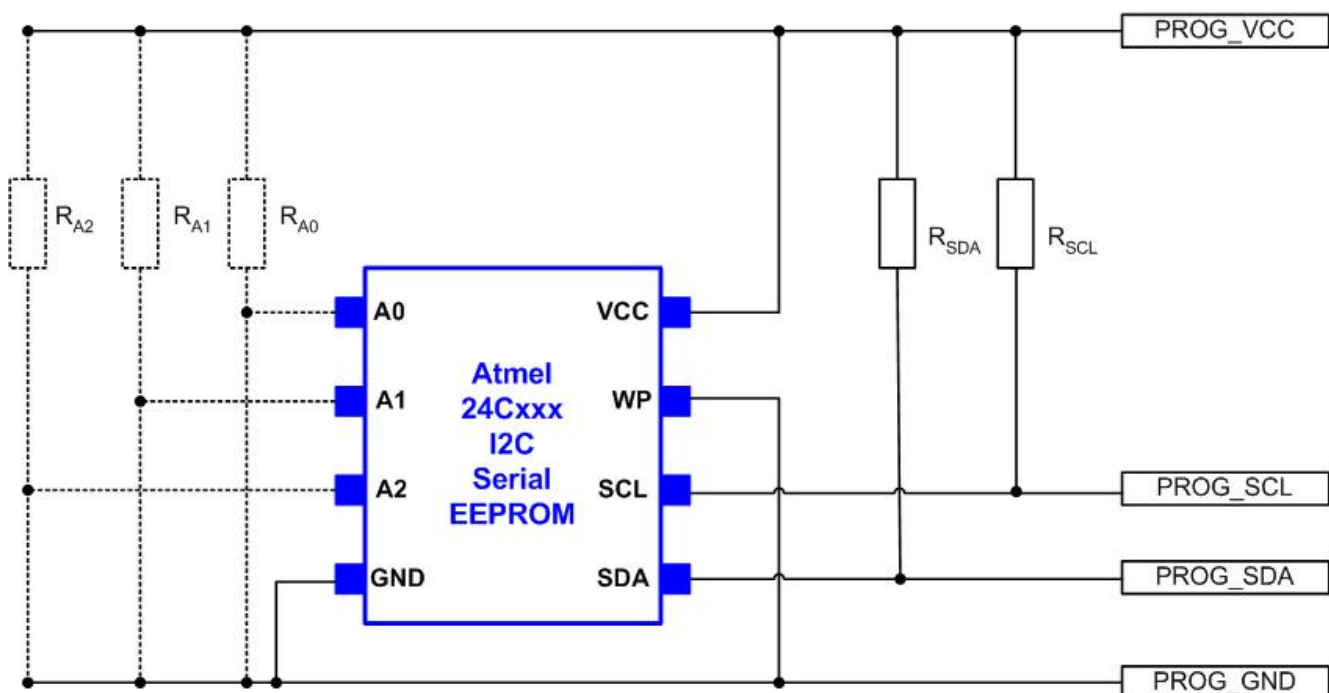 PROG_VCC
R_A2
R_A1
R_A0
R_SDA
R_SCL
A0
VCC
A1
WP
A2
SCL
GND
SDA
Atmel
24Cxxx
I2C
Serial
EEPROM
PROG_SCL
PROG_SDA
PROG_GND